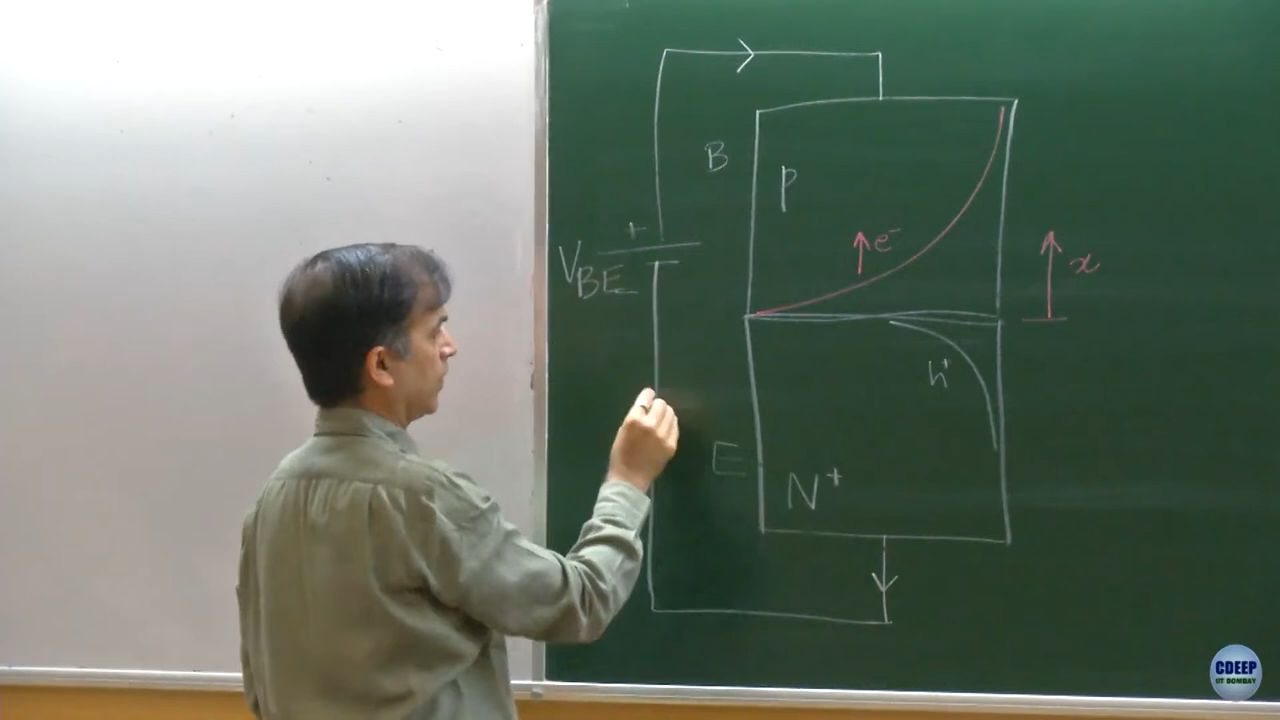 B
P
+
e⁻
V_BE
x
h⁺
E
N⁺
CDEEP
IIT BOMBAY